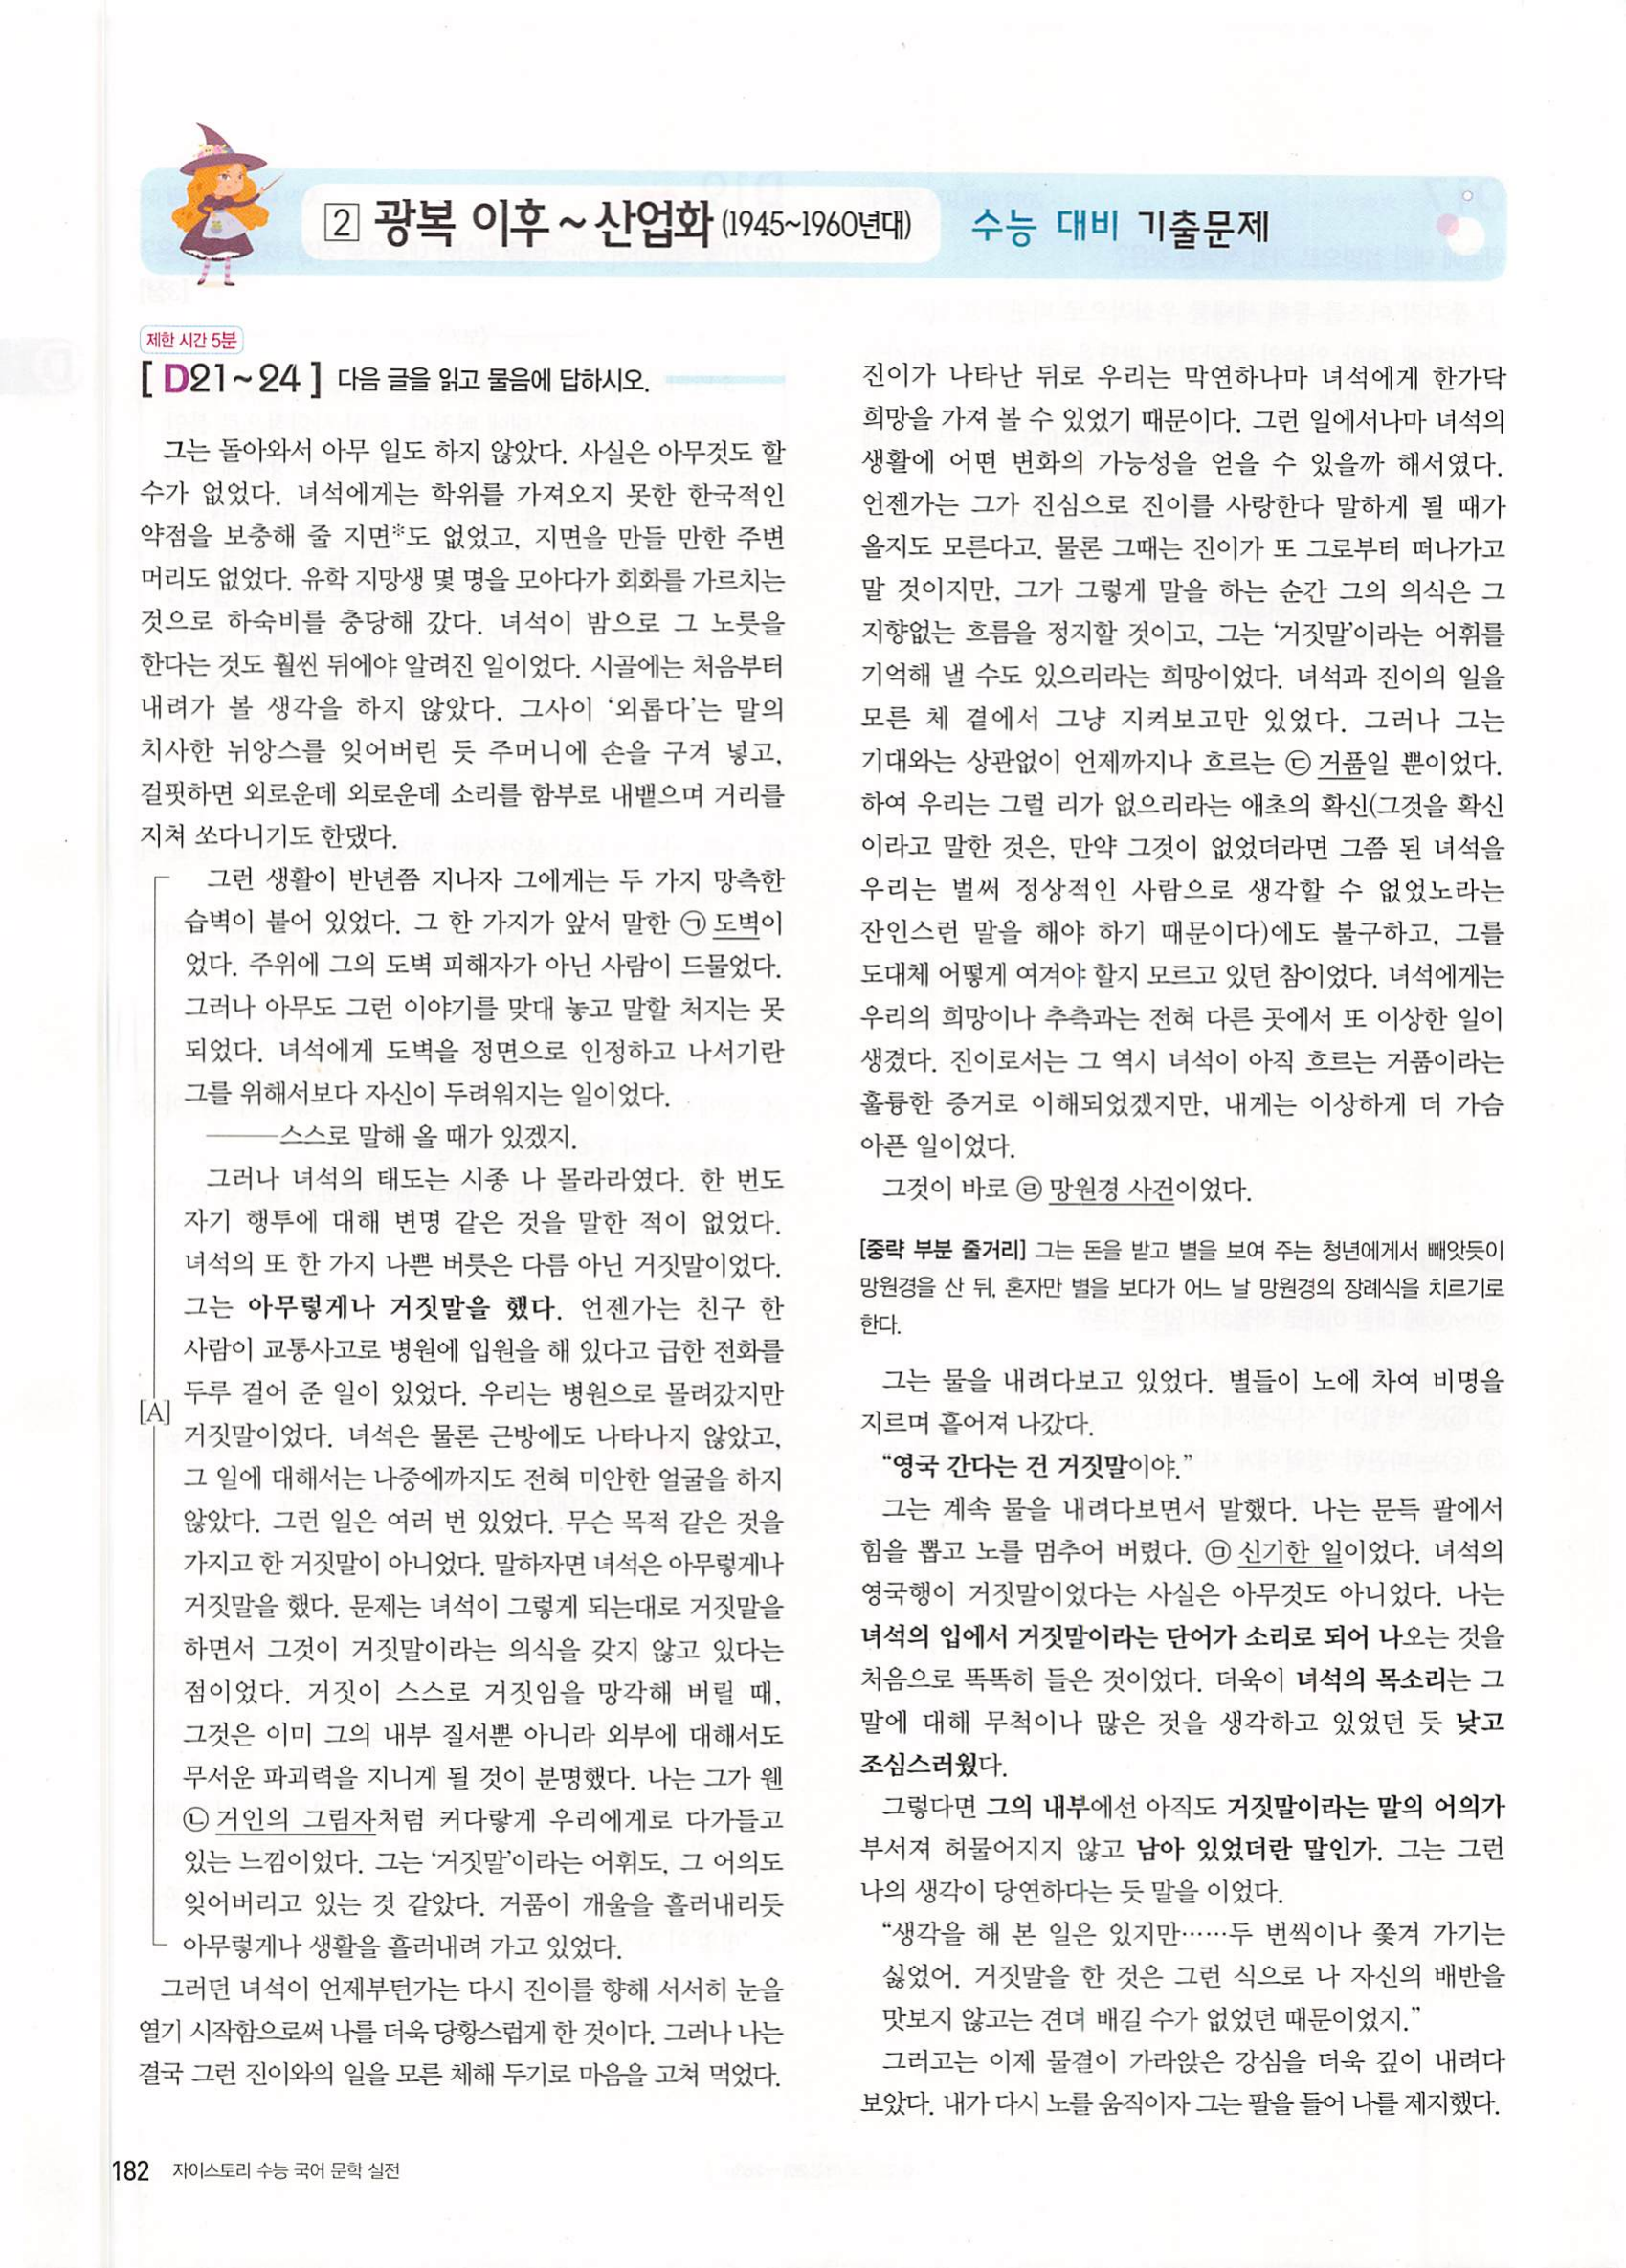 2 광복 이후 ~ 산업화 (1945~1960년대) 수능 대비 기출문제
제한 시간 5분
[ D21 ~ 24 ] 다음 글을 읽고 물음에 답하시오.
그는 돌아와서 아무 일도 하지 않았다. 사실은 아무것도 할
수가 없었다. 녀석에게는 학위를 가져오지 못한 한국적인
약점을 보충해 줄 지면*도 없었고, 지면을 만들 만한 주변
머리도 없었다. 유학 지망생 몇 명을 모아다가 회화를 가르치는
것으로 하숙비를 충당해 갔다. 녀석이 밤으로 그 노릇을
한다는 것도 훨씬 뒤에야 알려진 일이었다. 시골에는 처음부터
내려가 볼 생각을 하지 않았다. 그사이 ‘외롭다’는 말의
치사한 뉘앙스를 잊어버린 듯 주머니에 손을 구겨 넣고,
걸핏하면 외로운데 외로운데 소리를 함부로 내뱉으며 거리를
지쳐 쏘다니기도 한댔다.
그런 생활이 반년쯤 지나자 그에게는 두 가지 망측한
습벽이 붙어 있었다. 그 한 가지가 앞서 말한 ㉠ 도벽이
었다. 주위에 그의 도벽 피해자가 아닌 사람이 드물었다.
그러나 아무도 그런 이야기를 맞대 놓고 말할 처지는 못
되었다. 녀석에게 도벽을 정면으로 인정하고 나서기란
그를 위해서보다 자신이 두려워지는 일이었다.
───스스로 말해 올 때가 있겠지.
그러나 녀석의 태도는 시종 나 몰라라였다. 한 번도
자기 행투에 대해 변명 같은 것을 말한 적이 없었다.
녀석의 또 한 가지 나쁜 버릇은 다름 아닌 거짓말이었다.
그는 아무렇게나 거짓말을 했다. 언젠가는 친구 한
사람이 교통사고로 병원에 입원을 해 있다고 급한 전화를
두루 걸어 준 일이 있었다. 우리는 병원으로 몰려갔지만
[A]
거짓말이었다. 녀석은 물론 근방에도 나타나지 않았고,
그 일에 대해서는 나중에까지도 전혀 미안한 얼굴을 하지
않았다. 그런 일은 여러 번 있었다. 무슨 목적 같은 것을
가지고 한 거짓말이 아니었다. 말하자면 녀석은 아무렇게나
거짓말을 했다. 문제는 녀석이 그렇게 되는대로 거짓말을
하면서 그것이 거짓말이라는 의식을 갖지 않고 있다는
점이었다. 거짓이 스스로 거짓임을 망각해 버릴 때,
그것은 이미 그의 내부 질서뿐 아니라 외부에 대해서도
무서운 파괴력을 지니게 될 것이 분명했다. 나는 그가 웬
㉡ 거인의 그림자처럼 커다랗게 우리에게로 다가들고
있는 느낌이었다. 그는 ‘거짓말’이라는 어휘도, 그 어의도
잊어버리고 있는 것 같았다. 거품이 개울을 흘러내리듯
아무렇게나 생활을 흘러내려 가고 있었다.
그러던 녀석이 언제부턴가는 다시 진이를 향해 서서히 눈을
열기 시작함으로써 나를 더욱 당황스럽게 한 것이다. 그러나 나는
결국 그런 진이와의 일을 모른 체해 두기로 마음을 고쳐 먹었다.
진이가 나타난 뒤로 우리는 막연하나마 녀석에게 한가닥
희망을 가져 볼 수 있었기 때문이다. 그런 일에서나마 녀석의
생활에 어떤 변화의 가능성을 얻을 수 있을까 해서였다.
언젠가는 그가 진심으로 진이를 사랑한다 말하게 될 때가
올지도 모른다고. 물론 그때는 진이가 또 그로부터 떠나가고
말 것이지만, 그가 그렇게 말을 하는 순간 그의 의식은 그
지향없는 흐름을 정지할 것이고, 그는 ‘거짓말’이라는 어휘를
기억해 낼 수도 있으리라는 희망이었다. 녀석과 진이의 일을
모른 체 곁에서 그냥 지켜보고만 있었다. 그러나 그는
기대와는 상관없이 언제까지나 흐르는 ㉢ 거품일 뿐이었다.
하여 우리는 그럴 리가 없으리라는 애초의 확신(그것을 확신
이라고 말한 것은, 만약 그것이 없었더라면 그쯤 된 녀석을
우리는 벌써 정상적인 사람으로 생각할 수 없었노라는
잔인스런 말을 해야 하기 때문이다)에도 불구하고, 그를
도대체 어떻게 여겨야 할지 모르고 있던 참이었다. 녀석에게는
우리의 희망이나 추측과는 전혀 다른 곳에서 또 이상한 일이
생겼다. 진이로서는 그 역시 녀석이 아직 흐르는 거품이라는
훌륭한 증거로 이해되었겠지만, 내게는 이상하게 더 가슴
아픈 일이었다.
그것이 바로 ㉣ 망원경 사건이었다.
[중략 부분 줄거리] 그는 돈을 받고 별을 보여 주는 청년에게서 빼앗듯이
망원경을 산 뒤, 혼자만 별을 보다가 어느 날 망원경의 장례식을 치르기로
한다.
그는 물을 내려다보고 있었다. 별들이 노에 차여 비명을
지르며 흩어져 나갔다.
“영국 간다는 건 거짓말이야.”
그는 계속 물을 내려다보면서 말했다. 나는 문득 팔에서
힘을 뽑고 노를 멈추어 버렸다. ㉤ 신기한 일이었다. 녀석의
영국행이 거짓말이었다는 사실은 아무것도 아니었다. 나는
녀석의 입에서 거짓말이라는 단어가 소리로 되어 나오는 것을
처음으로 똑똑히 들은 것이었다. 더욱이 녀석의 목소리는 그
말에 대해 무척이나 많은 것을 생각하고 있었던 듯 낮고
조심스러웠다.
그렇다면 그의 내부에선 아직도 거짓말이라는 말의 어의가
부서져 허물어지지 않고 남아 있었더란 말인가. 그는 그런
나의 생각이 당연하다는 듯 말을 이었다.
“생각을 해 본 일은 있지만……두 번씩이나 쫓겨 가기는
싫었어. 거짓말을 한 것은 그런 식으로 나 자신의 배반을
맛보지 않고는 견뎌 배길 수가 없었던 때문이었지.”
그러고는 이제 물결이 가라앉은 강심을 더욱 깊이 내려다
보았다. 내가 다시 노를 움직이자 그는 팔을 들어 나를 제지했다.
182 자이스토리 수능 국어 문학 실전